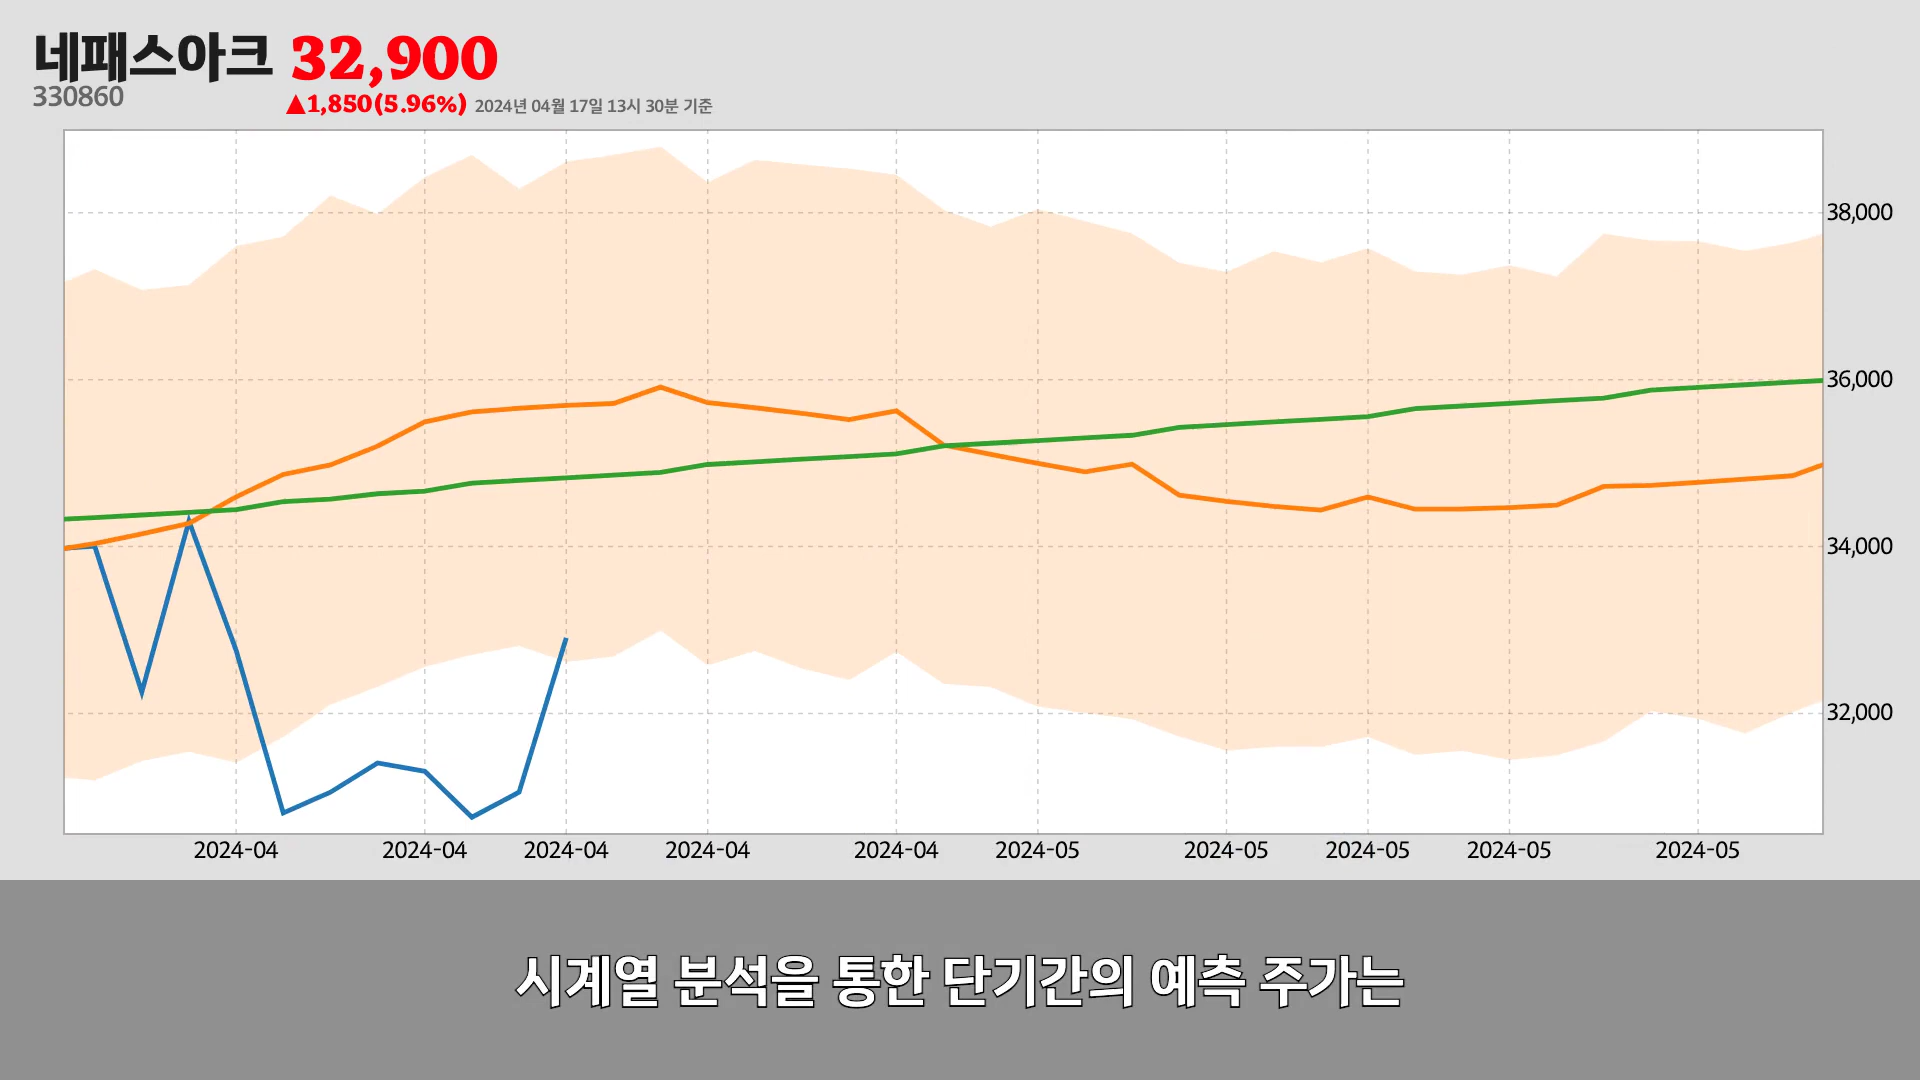 네패스아크 32,900
330860
▲1,850(5.96%) 2024년 04월 17일 13시 30분 기준
38,000
36,000
34,000
32,000
2024-04 2024-04 2024-04 2024-04 2024-04 2024-05 2024-05 2024-05 2024-05 2024-05
시계열 분석을 통한 단기간의 예측 주가는